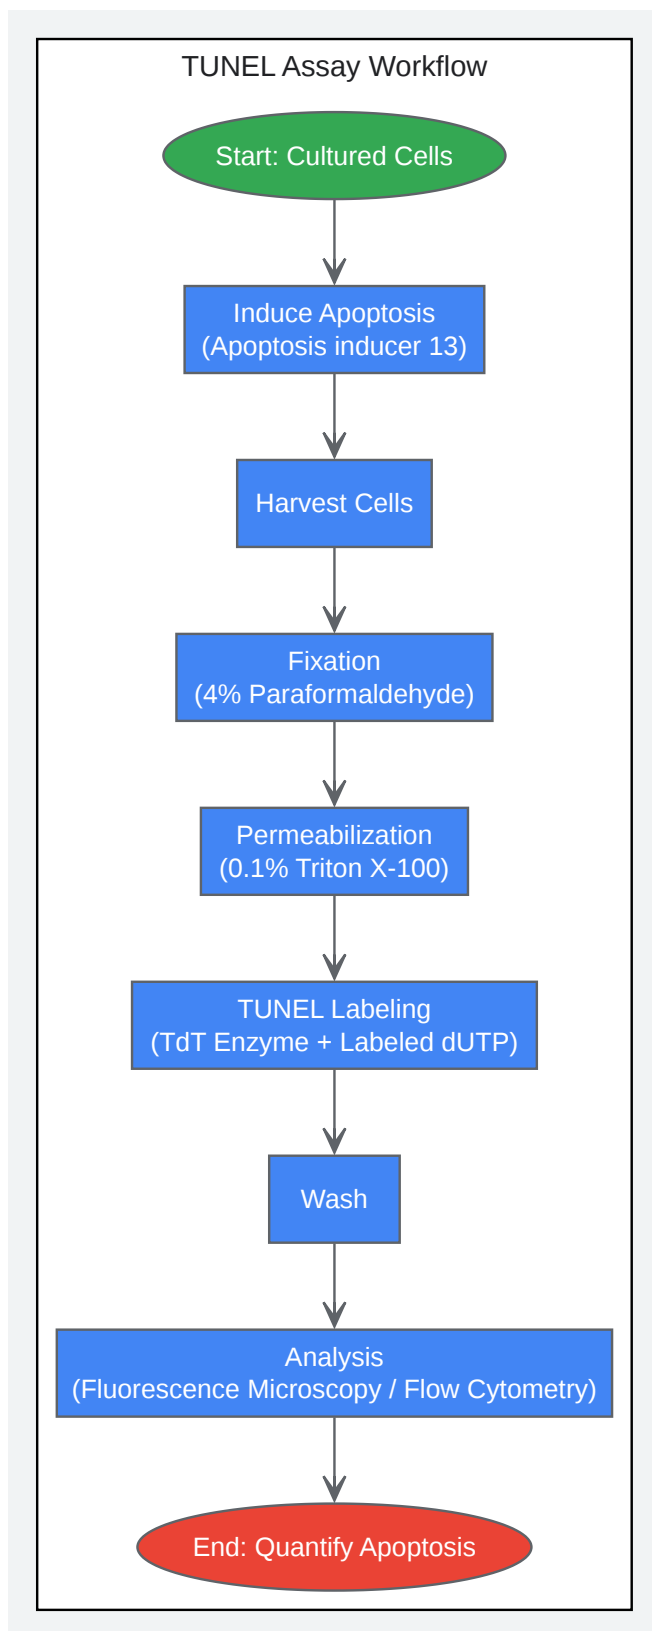 TUNEL Assay Workflow
Start: Cultured Cells
Induce Apoptosis
(Apoptosis inducer 13)
Harvest Cells
Fixation
(4% Paraformaldehyde)
Permeabilization
(0.1% Triton X-100)
TUNEL Labeling
(TdT Enzyme + Labeled dUTP)
Wash
Analysis
(Fluorescence Microscopy / Flow Cytometry)
End: Quantify Apoptosis